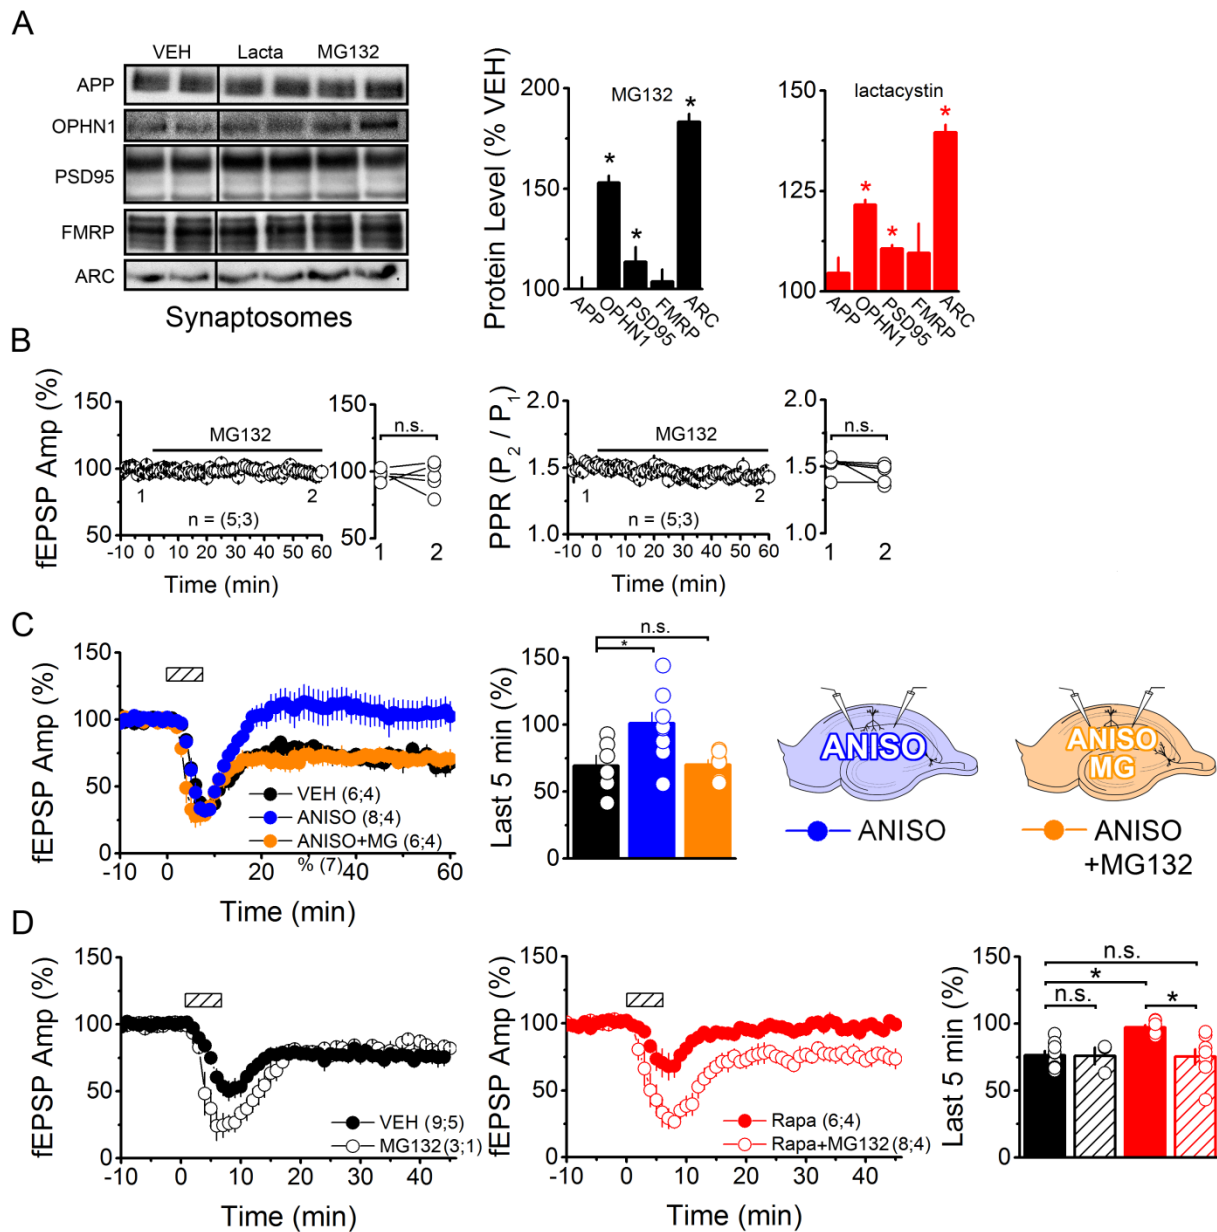 A
VEH Lacta MG132
APP
OPHN1
PSD95
FMRP
ARC
Synaptosomes
Protein Level (% VEH)
200
150
100
MG132
* * * 
APP OPHN1 PSD95 FMRP ARC
150
125
100
lactacystin
* * *
APP OPHN1 PSD95 FMRP ARC
B
fEPSP Amp (%)
150
100
50
MG132
1 2
n = (5;3)
-10 0 10 20 30 40 50 60
Time (min)
150
100
50
n.s.
1 2
PPR (P2 / P1)
2.0
1.5
1.0
MG132
1 2
n = (5;3)
-10 0 10 20 30 40 50 60
Time (min)
2.0
1.5
1.0
n.s.
1 2
C
fEPSP Amp (%)
150
100
50
0
VEH (6;4)
ANISO (8;4)
ANISO+MG (6;4)
% (7)
-10 0 20 40 60
Time (min)
Last 5 min (%)
150
100
50
0
n.s.
*
ANISO
ANISO
MG
ANISO
ANISO
+MG132
D
fEPSP Amp (%)
150
100
50
0
VEH (9;5)
MG132 (3;1)
-10 0 10 20 30 40
Time (min)
fEPSP Amp (%)
150
100
50
0
Rapa (6;4)
Rapa+MG132 (8;4)
-10 0 10 20 30 40
Time (min)
Last 5 min (%)
150
100
50
0
n.s.
*
n.s. *